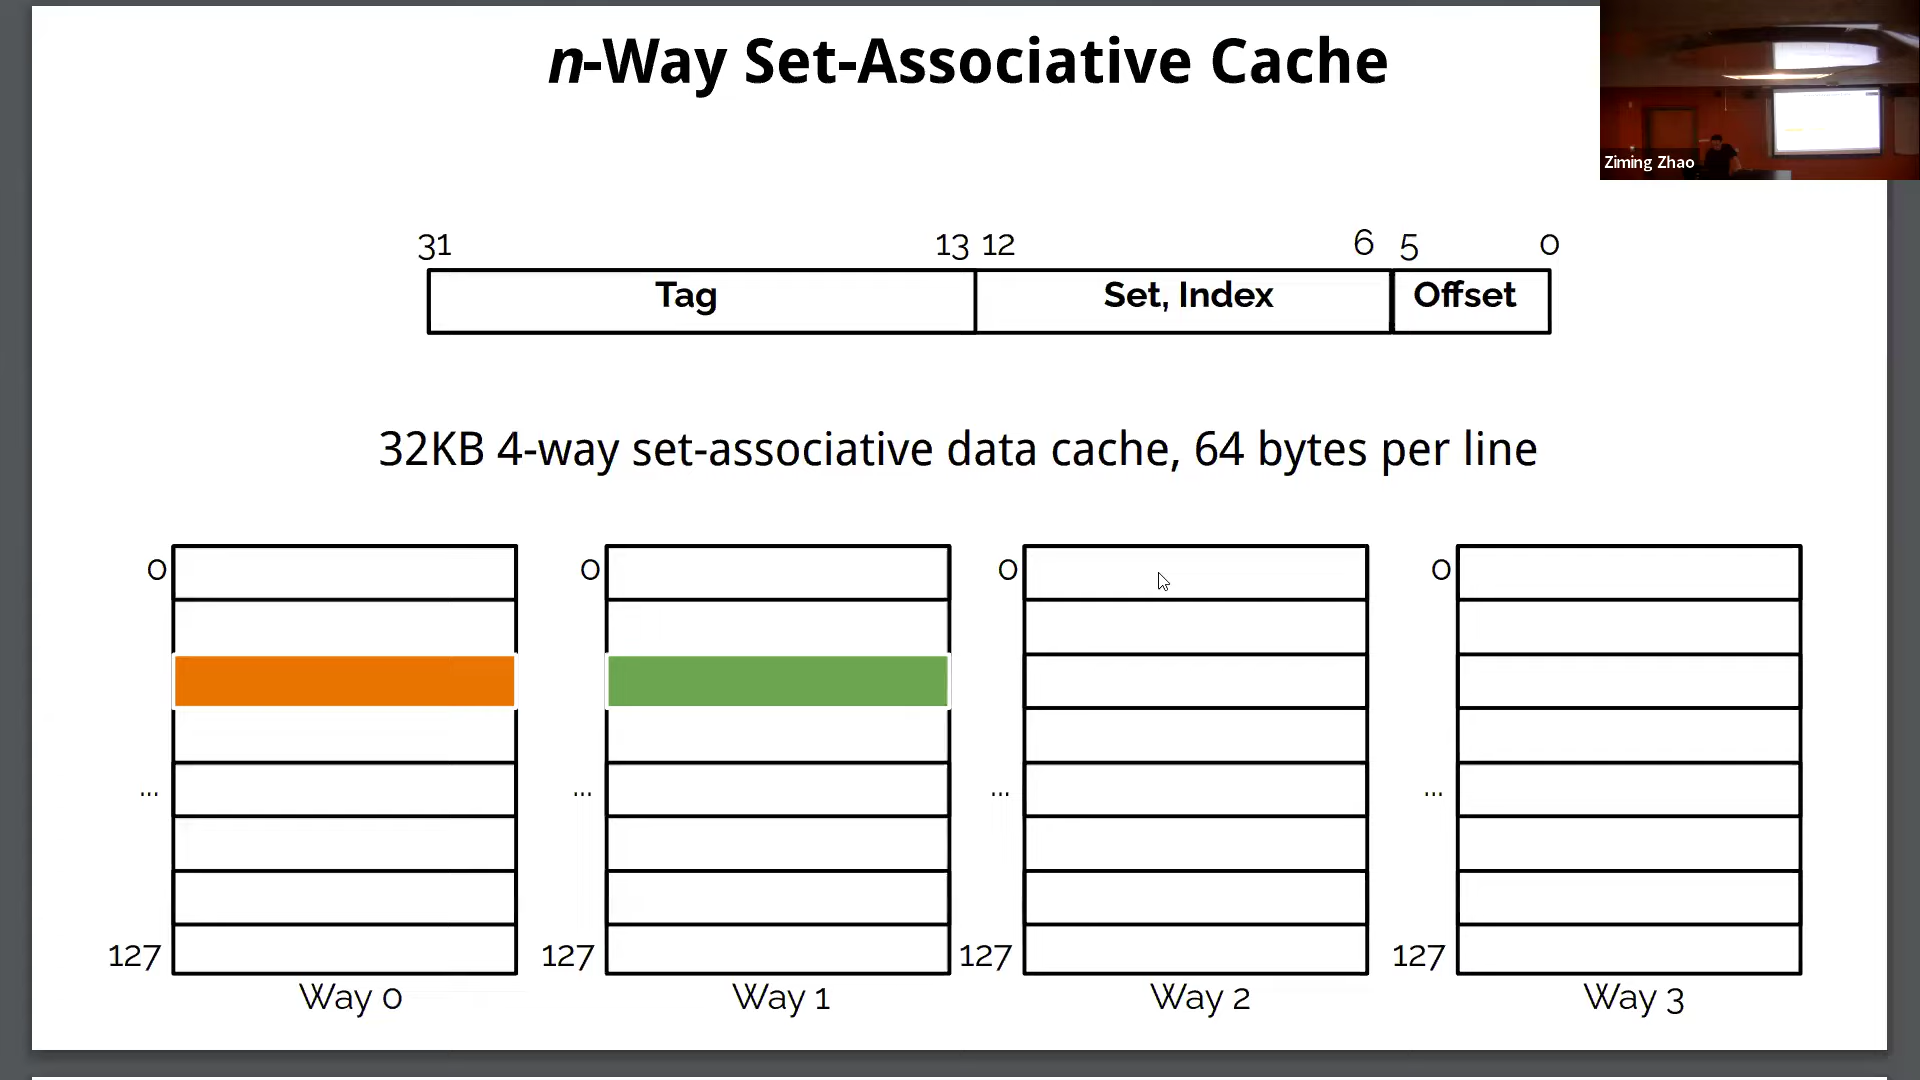 n-Way Set-Associative Cache
Ziming Zhao
31 13 12 6 5 0
Tag Set, Index Offset
32KB 4-way set-associative data cache, 64 bytes per line
0 0 0 0
... ... ... ...
127 127 127 127
Way 0 Way 1 Way 2 Way 3